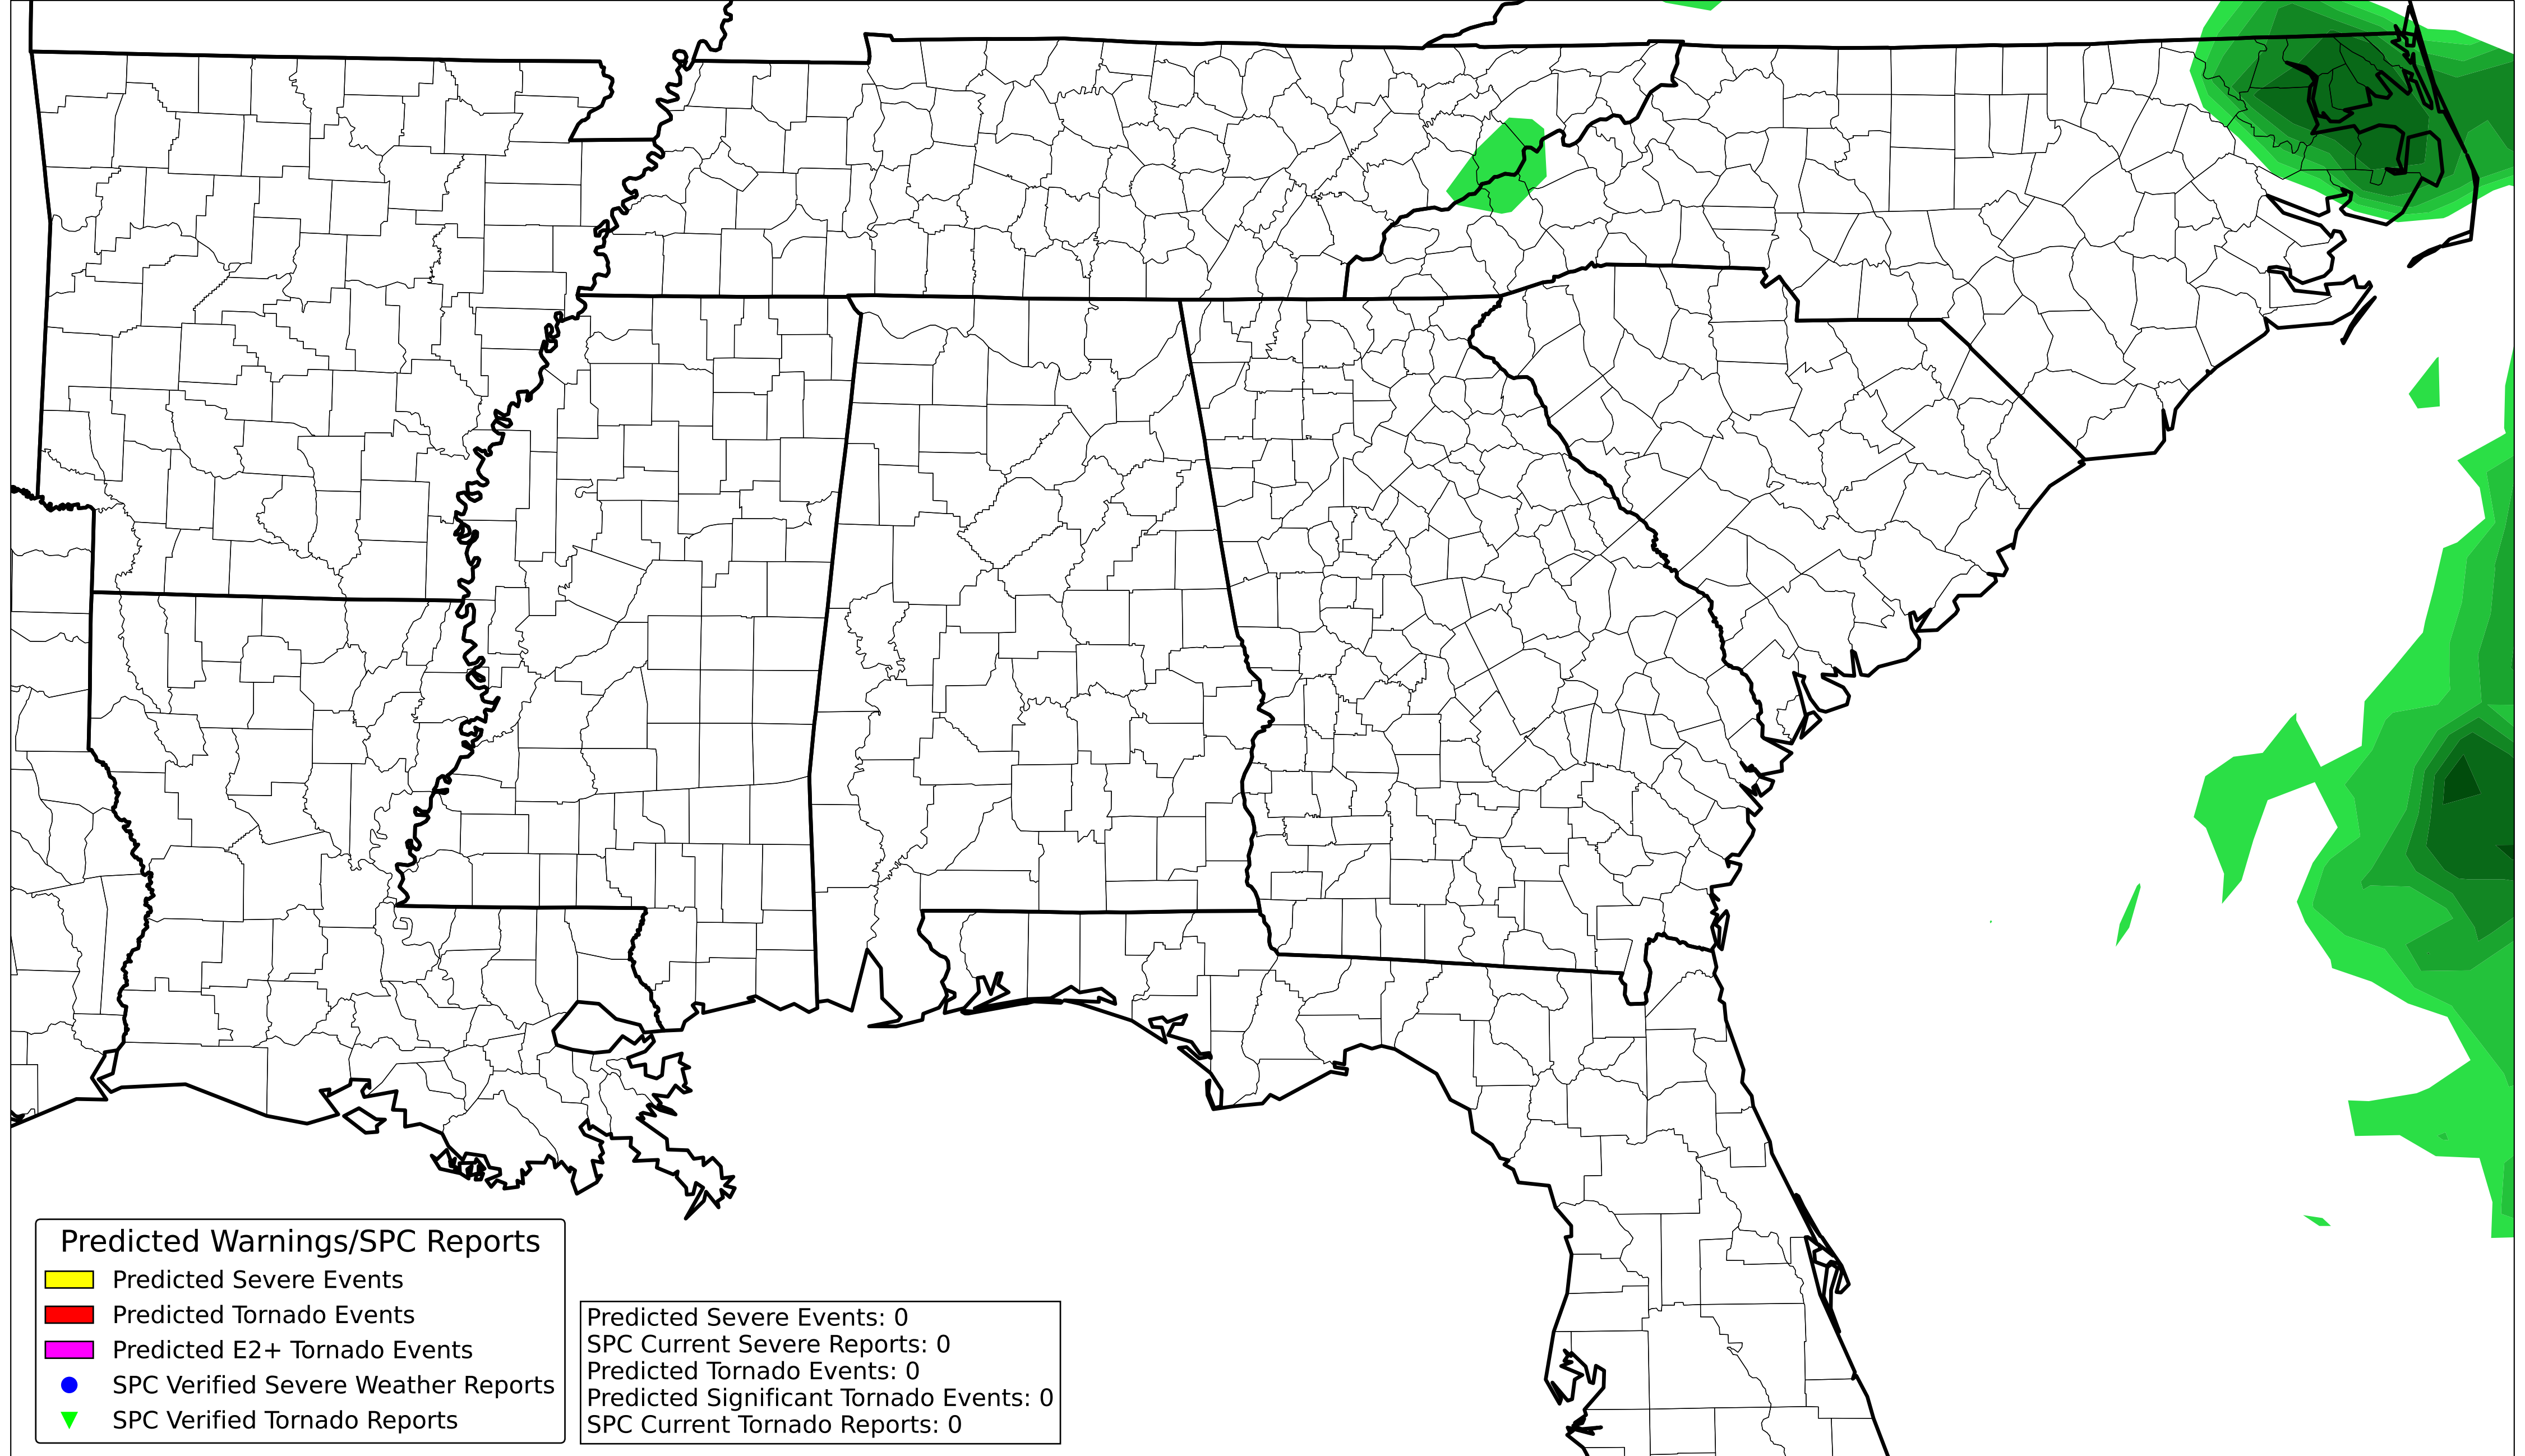 Predicted Warnings/SPC Reports
Predicted Severe Events
Predicted Tornado Events
Predicted E2+ Tornado Events
SPC Verified Severe Weather Reports
SPC Verified Tornado Reports
Predicted Severe Events: 0
SPC Current Severe Reports: 0
Predicted Tornado Events: 0
Predicted Significant Tornado Events: 0
SPC Current Tornado Reports: 0